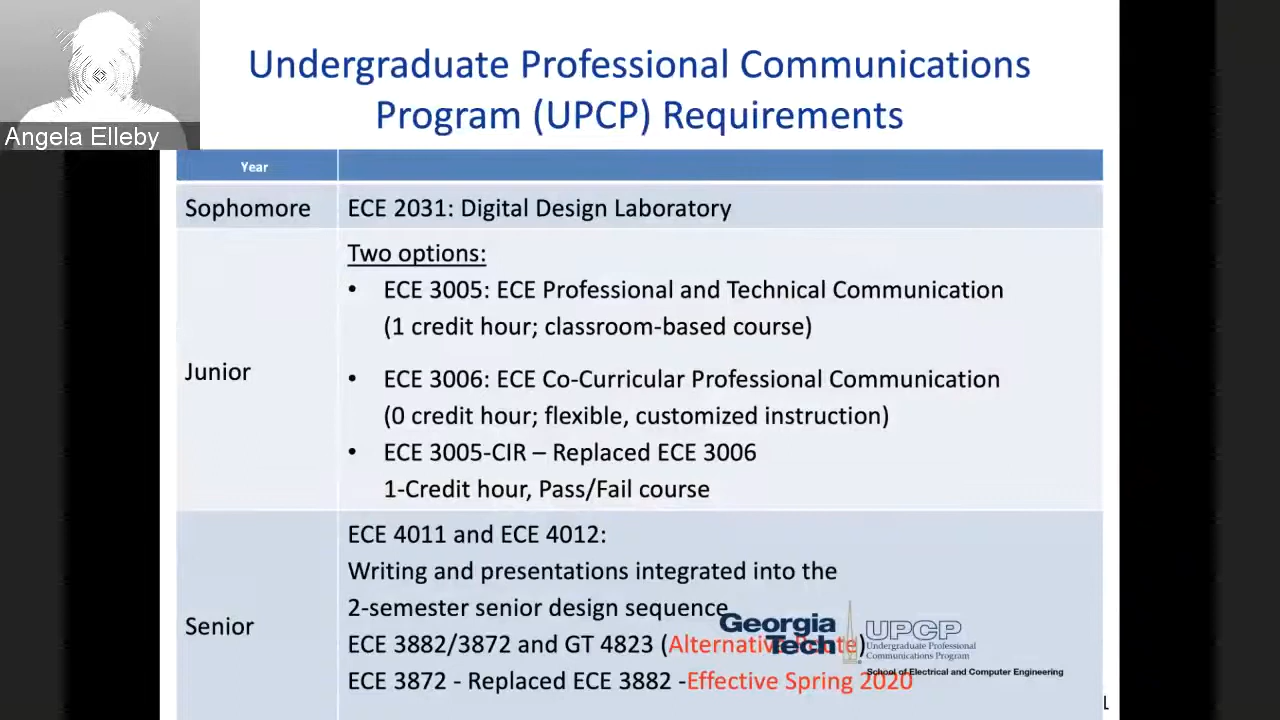 Angela Elleby
Undergraduate Professional Communications
Program (UPCP) Requirements
Year
Sophomore
ECE 2031: Digital Design Laboratory
Junior
Two options:
• ECE 3005: ECE Professional and Technical Communication
(1 credit hour; classroom-based course)
• ECE 3006: ECE Co-Curricular Professional Communication
(0 credit hour; flexible, customized instruction)
• ECE 3005-CIR – Replaced ECE 3006
1-Credit hour, Pass/Fail course
Senior
ECE 4011 and ECE 4012:
Writing and presentations integrated into the
2-semester senior design sequence
ECE 3882/3872 and GT 4823 (Alternative Route)
ECE 3872 - Replaced ECE 3882 -Effective Spring 2020
Georgia
Tech
UPCP
Undergraduate Professional
Communications Program
School of Electrical and Computer Engineering
1